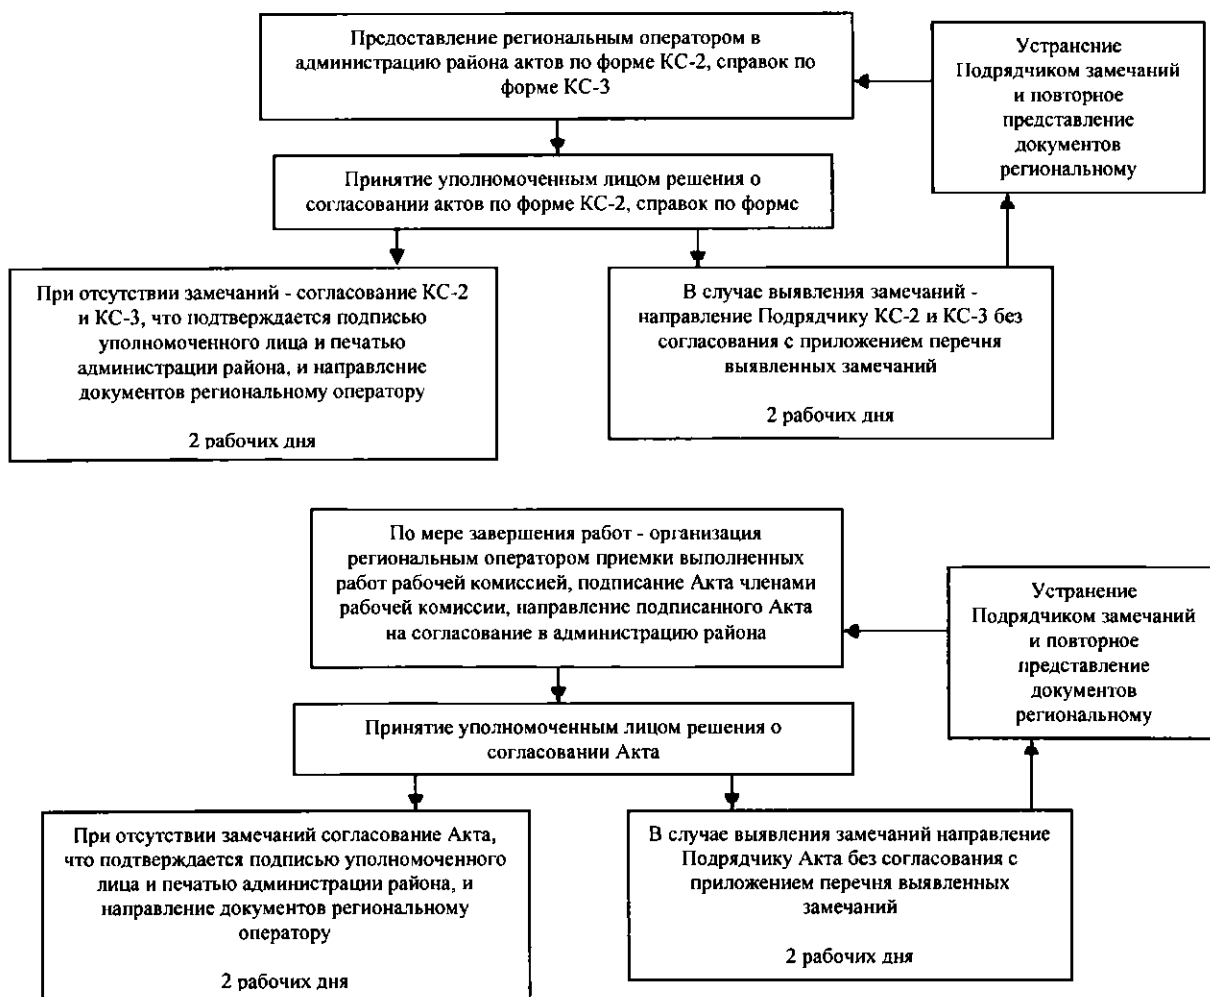 Предоставление региональным оператором в
администрацию района актов по форме КС-2, справок по
форме КС-3
Устранение
Подрядчиком замечаний
и повторное
представление
документов
региональному
Принятие уполномоченным лицом решения о
согласовании актов по форме КС-2, справок по форме
При отсутствии замечаний - согласование КС-2
и КС-3, что подтверждается подписью
уполномоченного лица и печатью
администрации района, и направление
документов региональному оператору
2 рабочих дня
В случае выявления замечаний -
направление Подрядчику КС-2 и КС-3 без
согласования с приложением перечня
выявленных замечаний
2 рабочих дня
По мере завершения работ - организация
региональным оператором приемки выполненных
работ рабочей комиссией, подписание Акта членами
рабочей комиссии, направление подписанного Акта
на согласование в администрацию района
Устранение
Подрядчиком замечаний
и повторное
представление
документов
региональному
Принятие уполномоченным лицом решения о
согласовании Акта
При отсутствии замечаний согласование Акта,
что подтверждается подписью уполномоченного
лица и печатью администрации района, и
направление документов региональному
оператору
2 рабочих дня
В случае выявления замечаний направление
Подрядчику Акта без согласования с
приложением перечня выявленных
замечаний
2 рабочих дня